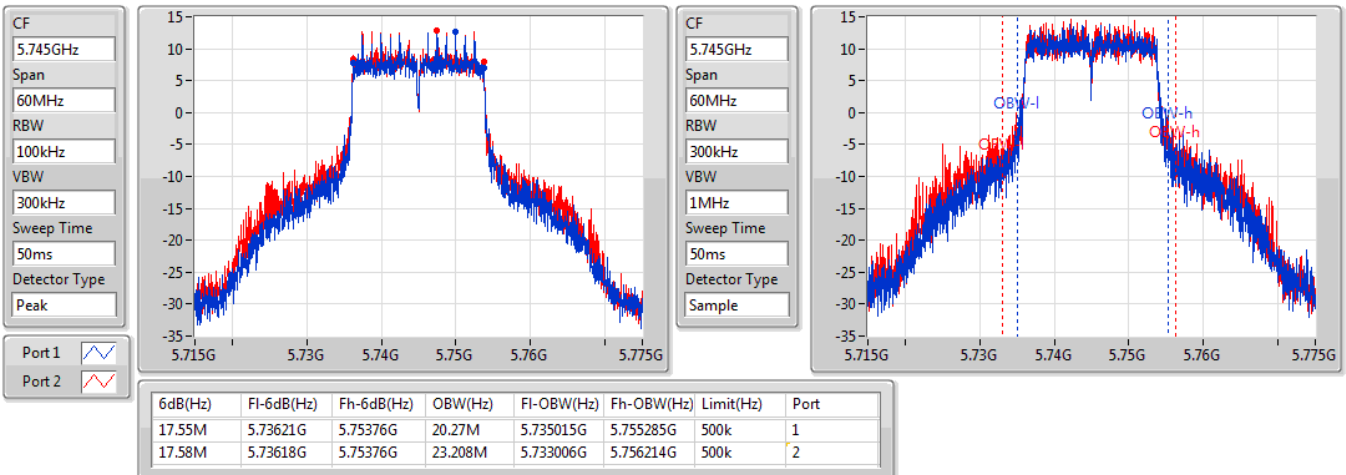 CF
5.745GHz
Span
60MHz
RBW
100kHz
VBW
300kHz
Sweep Time
50ms
Detector Type
Peak
Port 1
Port 2
15
10
5
0
-5
-10
-15
-20
-25
-30
-35
5.715G 5.73G 5.74G 5.75G 5.76G 5.775G
CF
5.745GHz
Span
60MHz
RBW
300kHz
VBW
1MHz
Sweep Time
50ms
Detector Type
Sample
15
10
5
0
-5
-10
-15
-20
-25
-30
-35
OBW-l
OBW-h
OBW-h
5.715G 5.73G 5.74G 5.75G 5.76G 5.775G
6dB(Hz) Fl-6dB(Hz) Fh-6dB(Hz) OBW(Hz) Fl-OBW(Hz) Fh-OBW(Hz) Limit(Hz) Port
17.55M 5.73621G 5.75376G 20.27M 5.735015G 5.755285G 500k 1
17.58M 5.73618G 5.75376G 23.208M 5.733006G 5.756214G 500k 2